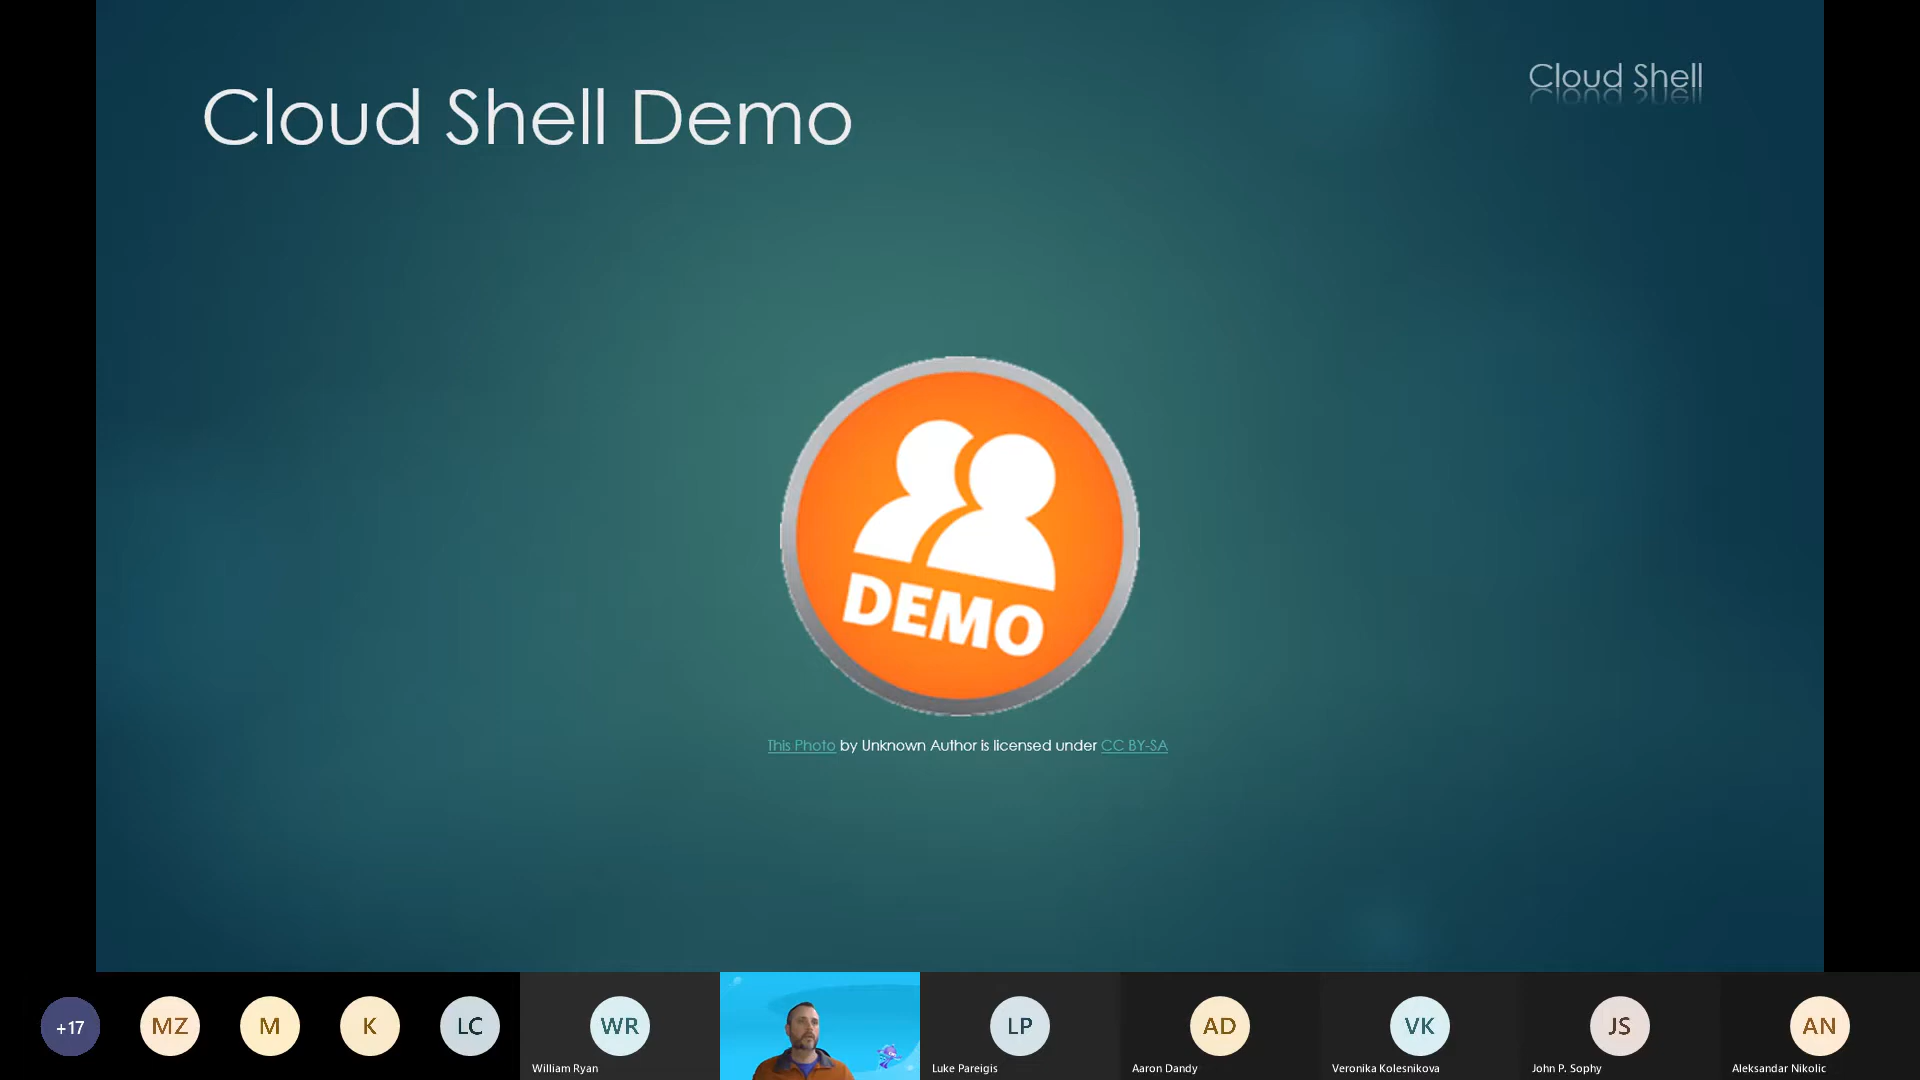 Cloud Shell
Cloud Shell Demo
DEMO
This Photo by Unknown Author is licensed under CC BY-SA
+17
MZ
M
K
LC
WR
William Ryan
LP
Luke Pareigis
AD
Aaron Dandy
VK
Veronika Kolesnikova
JS
John P. Sophy
AN
Aleksandar Nikolic